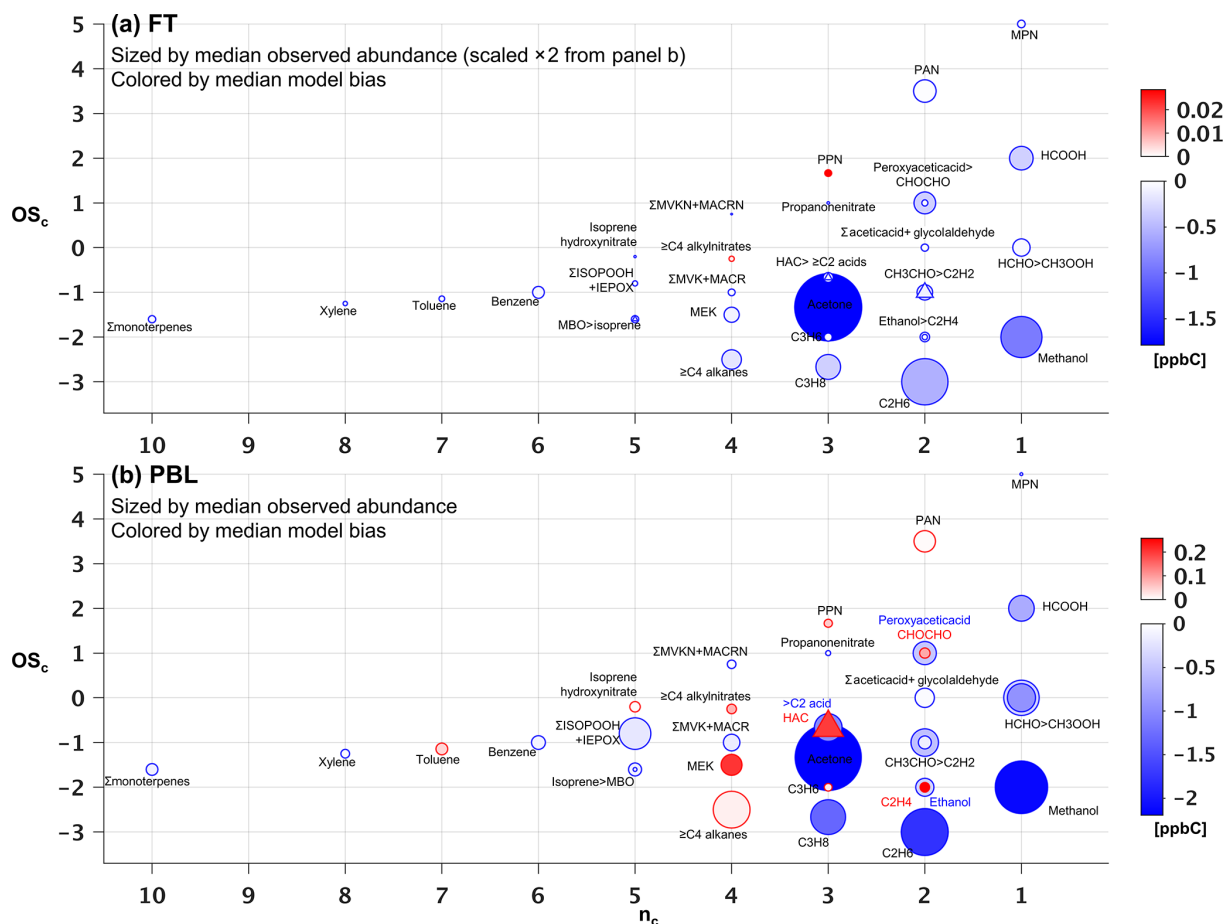 (a) FT
Sized by median observed abundance (scaled ×2 from panel b)
Colored by median model bias
OSc
5
4
3
2
1
0
−1
−2
−3
10
9
8
7
6
5
4
3
2
1
MPN
PAN
HCOOH
PPN
Peroxyaceticacid>
CHOCHO
ΣMVKN+MACRN
Propanonenitrate
Isoprene
hydroxynitrate
≥C4 alkylnitrates
Σaceticacid+ glycolaldehyde
HAC> ≥C2 acids
HCHO>CH3OOH
ΣISOPOOH
+IEPOX
ΣMVK+MACR
CH3CHO>C2H2
Σmonoterpenes
Xylene
Toluene
Benzene
MBO>isoprene
MEK
Acetone
Ethanol>C2H4
C3H6
Methanol
≥C4 alkanes
C3H8
C2H6
0.02
0.01
0
0
−0.5
−1
−1.5
[ppbC]
(b) PBL
Sized by median observed abundance
Colored by median model bias
OSc
5
4
3
2
1
0
−1
−2
−3
10
9
8
7
6
5
4
3
2
1
nc
MPN
PAN
HCOOH
PPN
Peroxyaceticacid
CHOCHO
ΣMVKN+MACRN
Propanonenitrate
Isoprene
hydroxynitrate
≥C4 alkylnitrates
Σaceticacid+ glycolaldehyde
>C2 acid
HAC
HCHO>CH3OOH
ΣISOPOOH
+IEPOX
ΣMVK+MACR
CH3CHO>C2H2
Σmonoterpenes
Xylene
Toluene
Benzene
Isoprene>MBO
MEK
Acetone
C3H6
C2H4
Ethanol
Methanol
≥C4 alkanes
C3H8
C2H6
0.2
0.1
0
0
−0.5
−1
−1.5
−2
[ppbC]